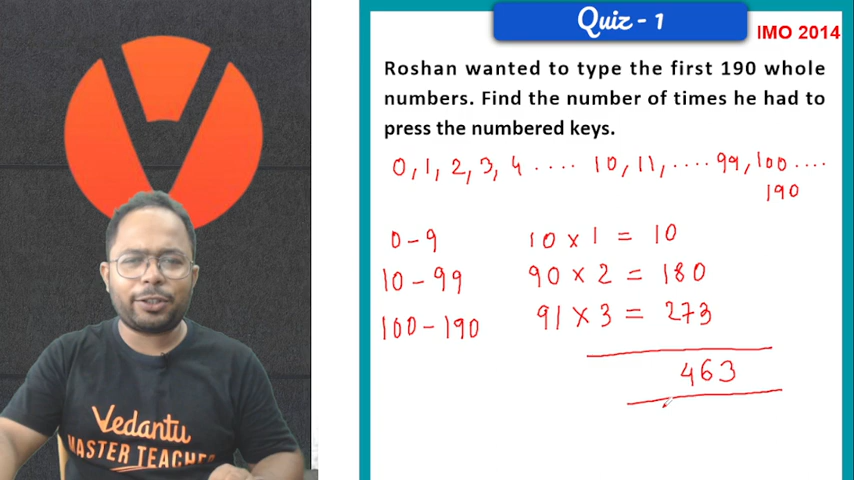 Quiz - 1
IMO 2014
Roshan wanted to type the first 190 whole
numbers. Find the number of times he had to
press the numbered keys.
0, 1, 2, 3, 4 .... 10, 11, .... 99, 100 ....
190
0-9 10 × 1 = 10
10-99 90 × 2 = 180
100-190 91 × 3 = 273
463
Vedantu
MASTER TEACHE